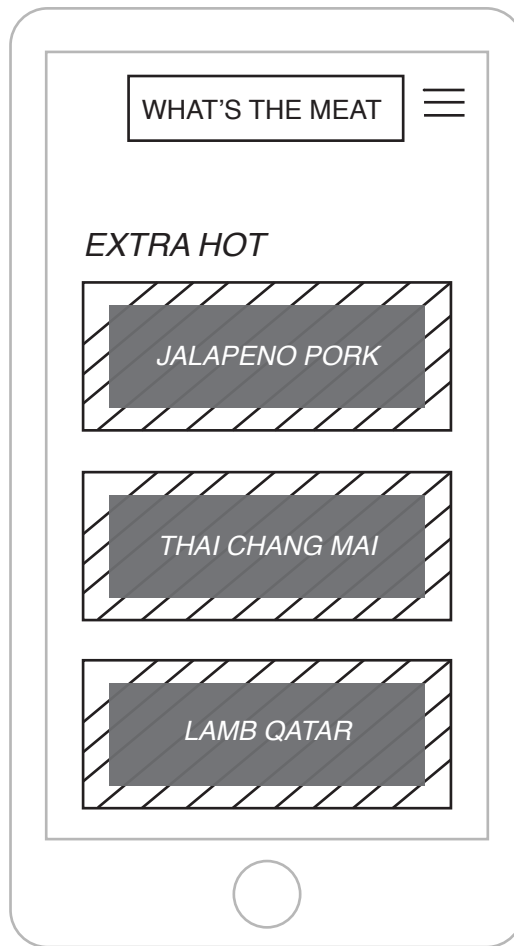 WHAT'S THE MEAT
EXTRA HOT
JALAPENO PORK
THAI CHANG MAI
LAMB QATAR